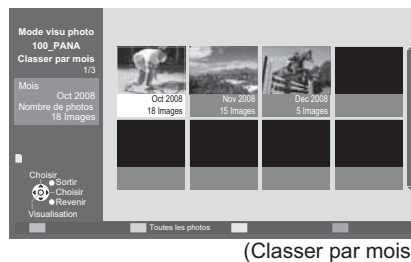 Mode visu photo
100_PANA
Classer par mois
1/3
Mois
Oct 2008
Nombre de photos
18 Images
Oct 2008
18 Images
Nov 2008
15 Images
Dec 2008
5 Images
Choisir
Sortir
Choisir
Revenir
Visualisation
Toutes les photos
(Classer par mois